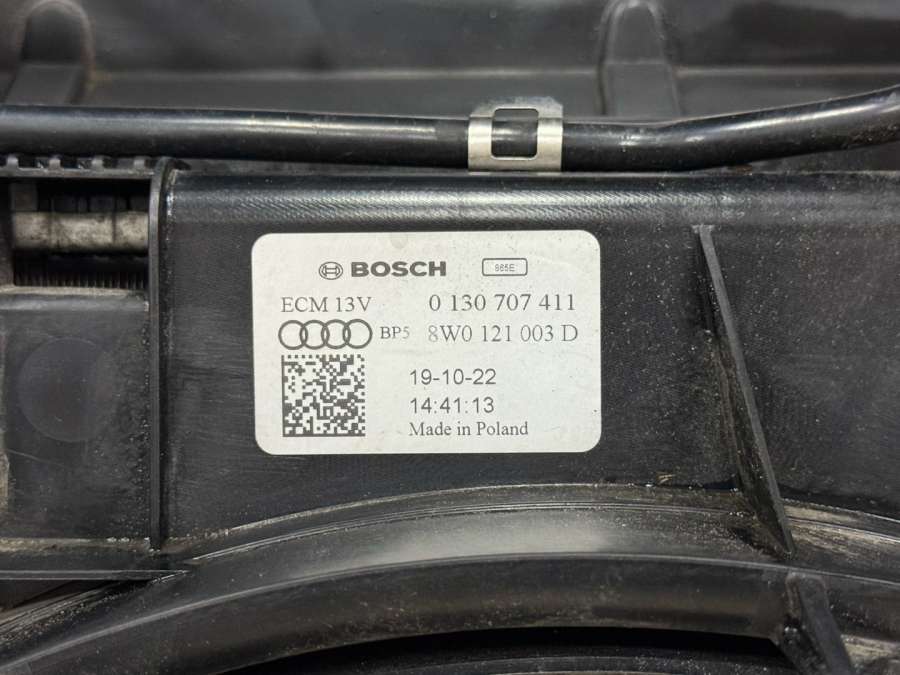 BOSCH 865E
ECM 13V 0 130 707 411
BP5 8W0 121 003 D
19-10-22
14:41:13
Made in Poland